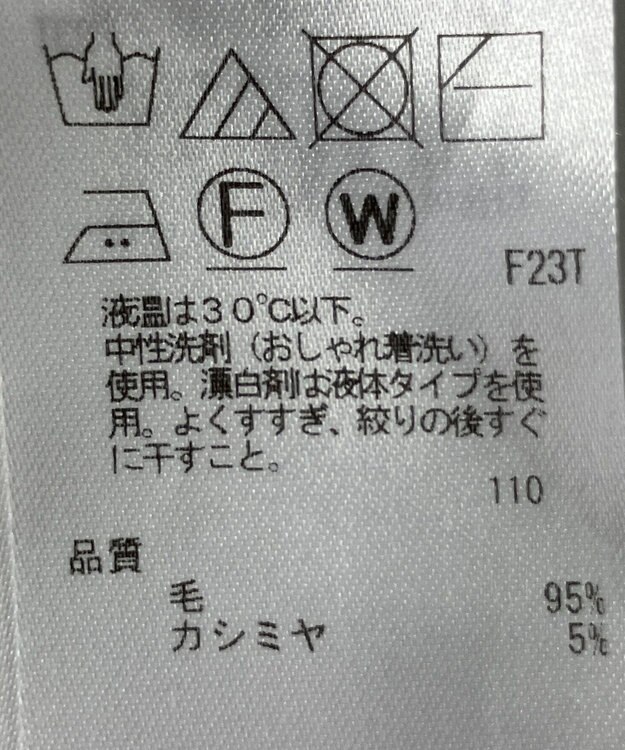 F
W
F23T
液温は30℃以下。
中性洗剤（おしゃれ着洗い）を
使用。漂白剤は液体タイプを使
用。よくすすぎ、絞りの後すぐ
に干すこと。
110
品質
毛 95%
カシミヤ 5%